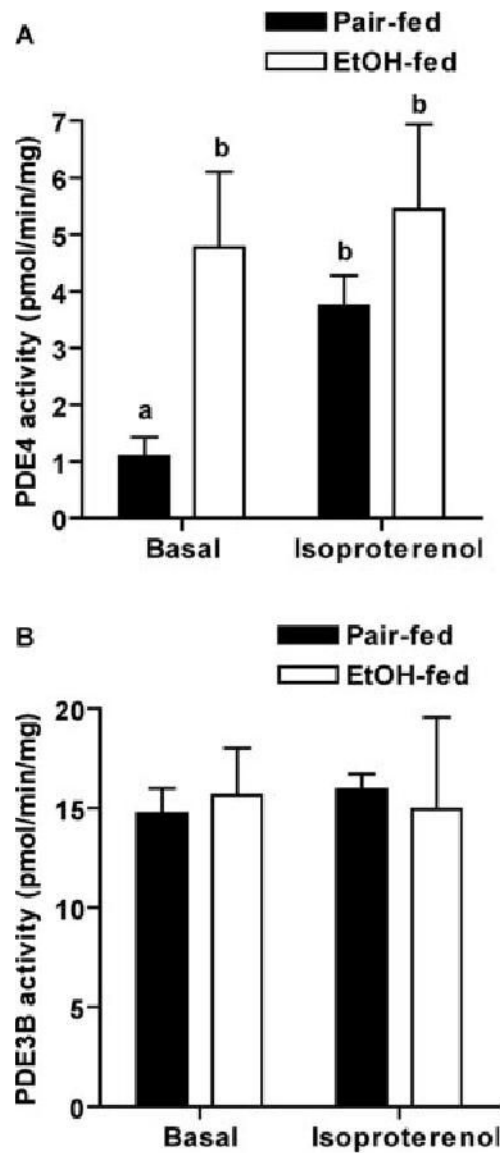 A
Pair-fed
EtOH-fed
PDE4 activity (pmol/min/mg)
7
6
5
4
3
2
1
0
a
b
b
b
Basal
Isoproterenol
B
Pair-fed
EtOH-fed
PDE3B activity (pmol/min/mg)
20
15
10
5
0
Basal
Isoproterenol